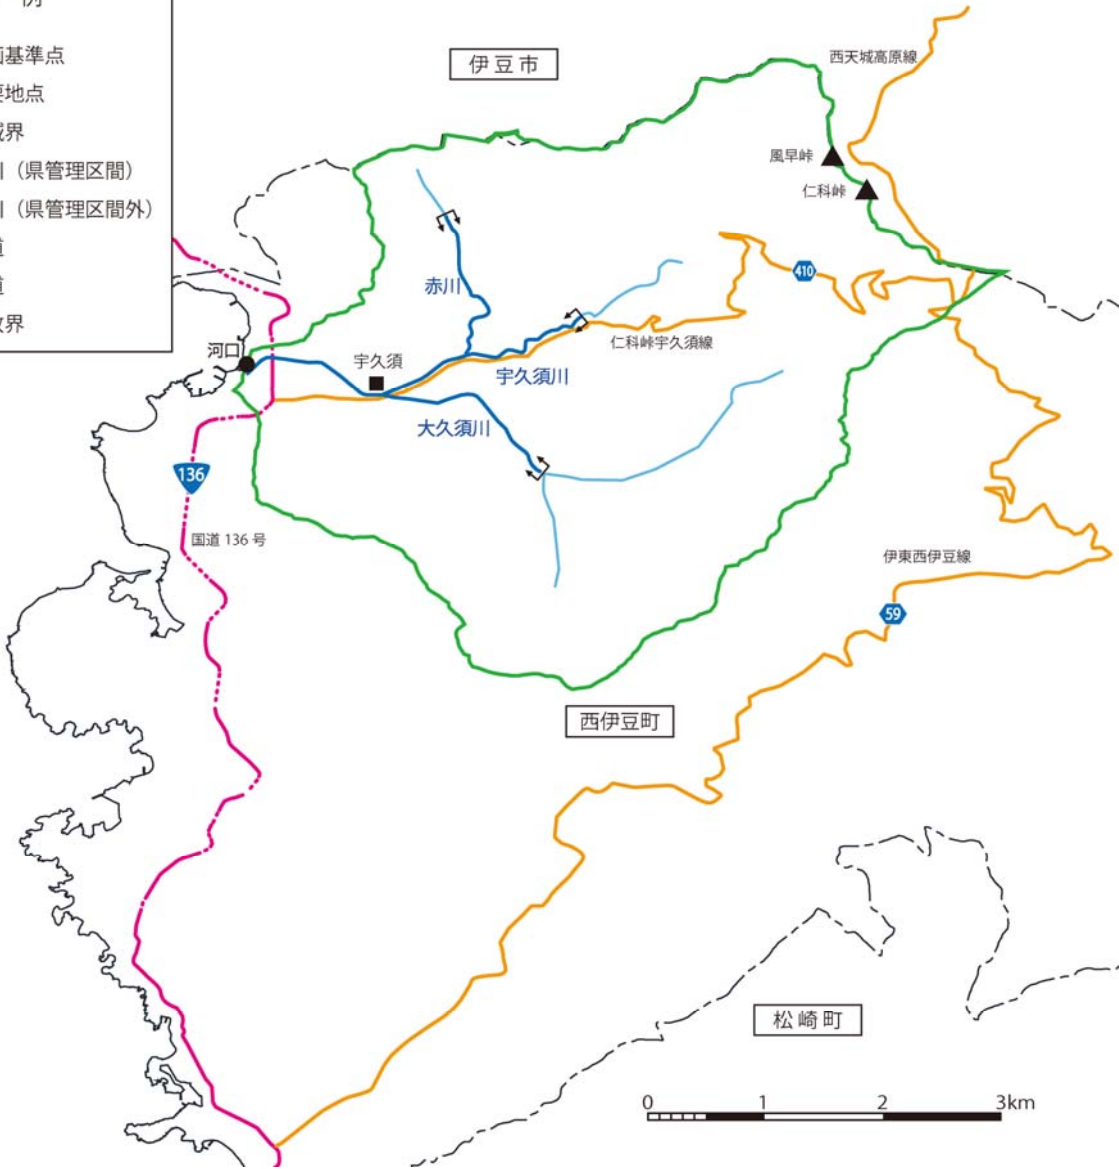 例
基準点
地点
界
（県管理区間）
（県管理区間外）
道
道
界
伊豆市
西天城高原線
風早峠
仁科峠
410
赤川
仁科峠宇久須線
河口
宇久須
宇久須川
大久須川
136
国道 136 号
伊東西伊豆線
59
西伊豆町
松崎町
0 1 2 3km